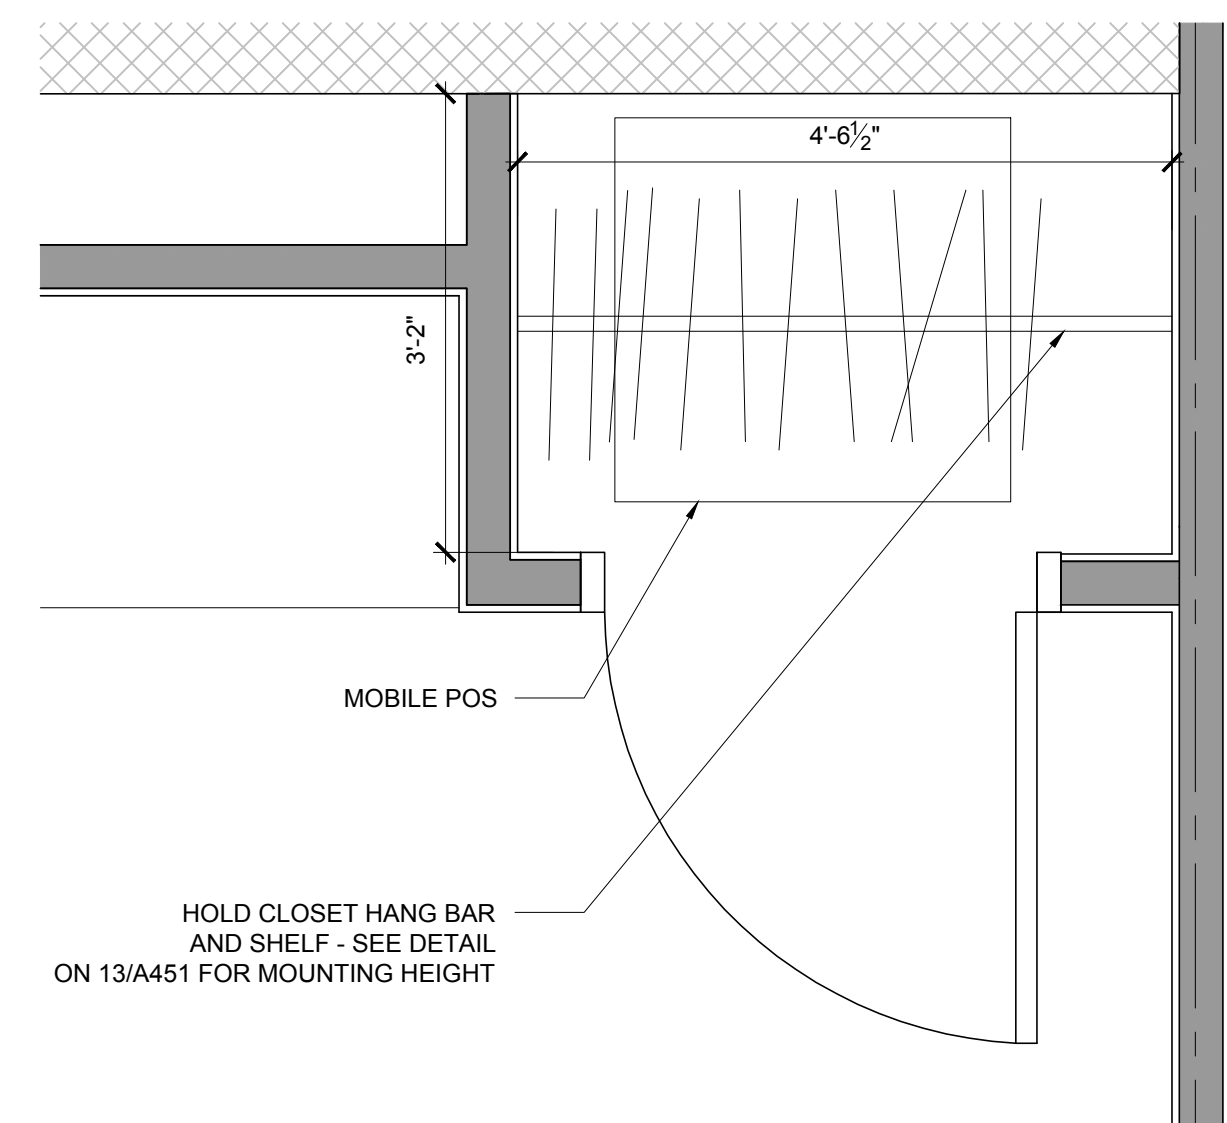 4'-6½"
3'-2"
MOBILE POS
HOLD CLOSET HANG BAR
AND SHELF - SEE DETAIL
ON 13/A451 FOR MOUNTING HEIGHT